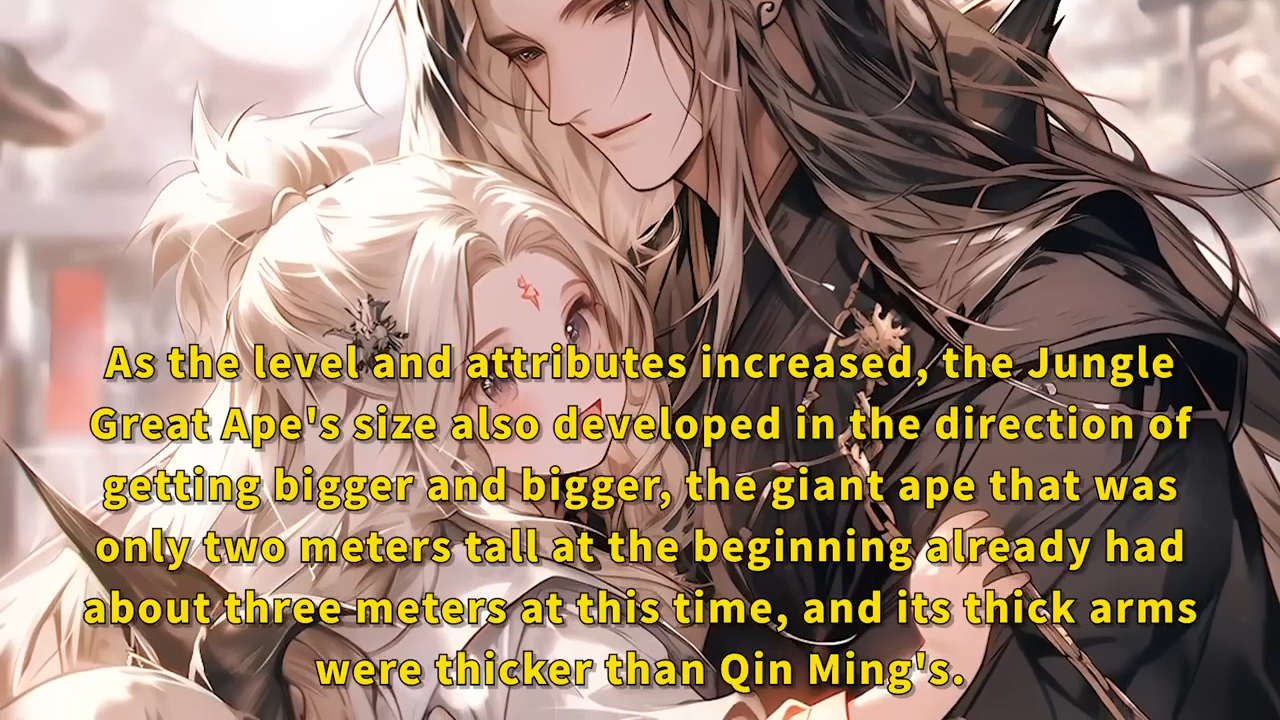 As the level and attributes increased, the Jungle
Great Ape's size also developed in the direction of
getting bigger and bigger, the giant ape that was
only two meters tall at the beginning already had
about three meters at this time, and its thick arms
were thicker than Qin Ming's.